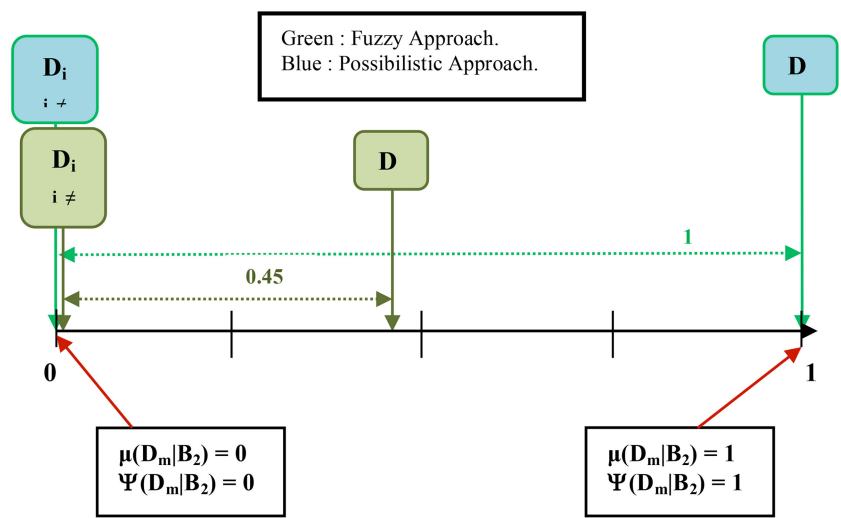 Green : Fuzzy Approach.
Blue : Possibilistic Approach.
Dᵢ
i ≠
D
Dᵢ
i ≠
D
1
0.45
0
1
μ(Dₘ|B₂) = 0
Ψ(Dₘ|B₂) = 0
μ(Dₘ|B₂) = 1
Ψ(Dₘ|B₂) = 1